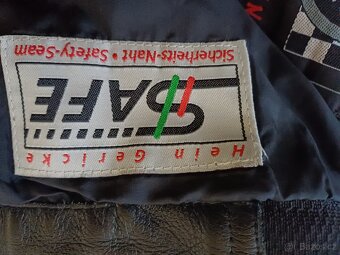 Hein Gericke
SAFE
Sicherheits-Naht • Safety-Seam